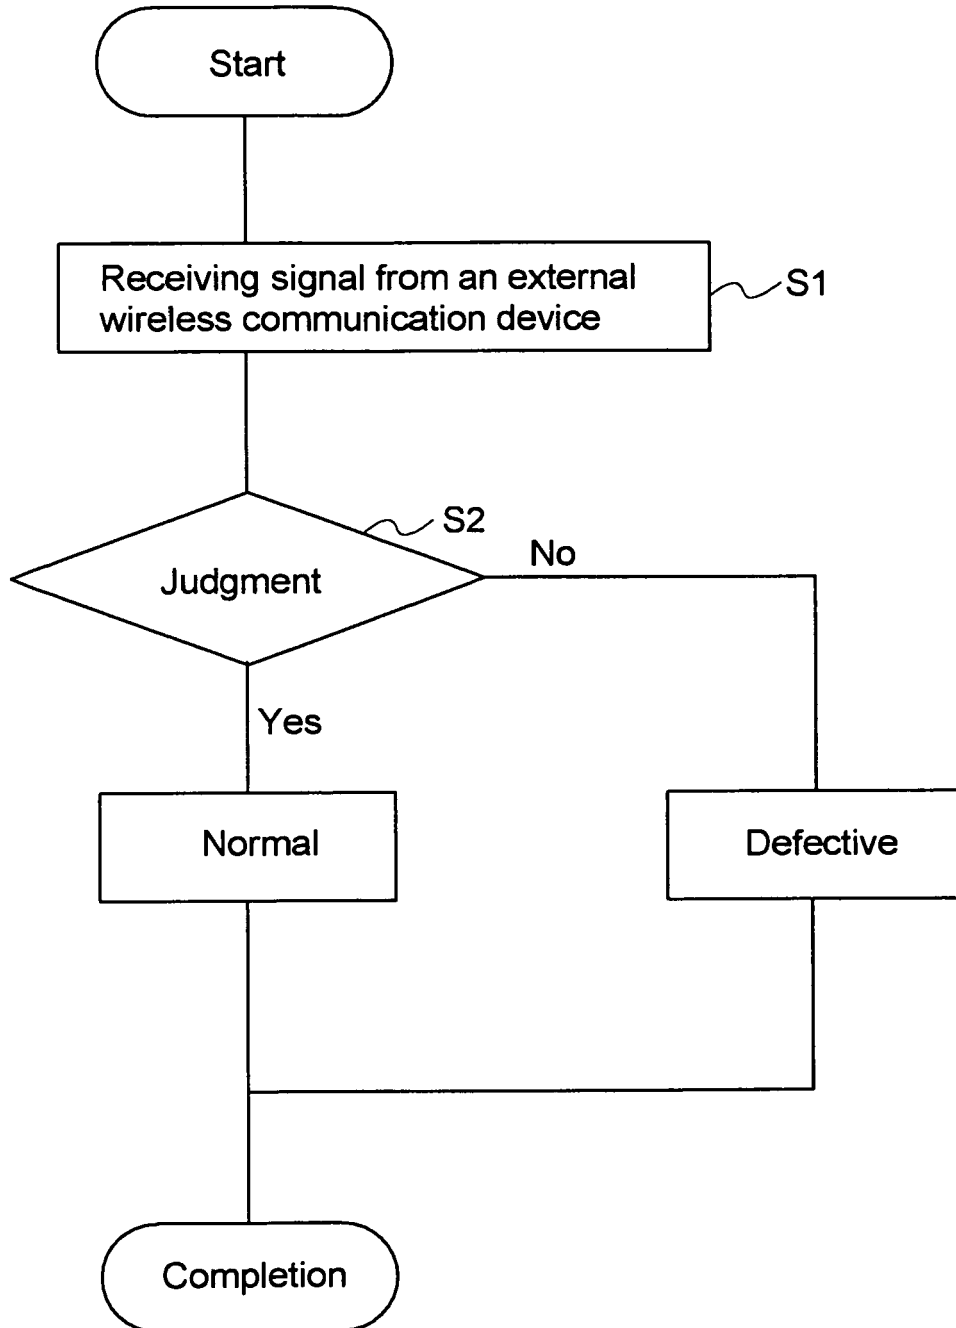 Start
Receiving signal from an external
wireless communication device
S1
S2
Judgment
No
Yes
Normal
Defective
Completion